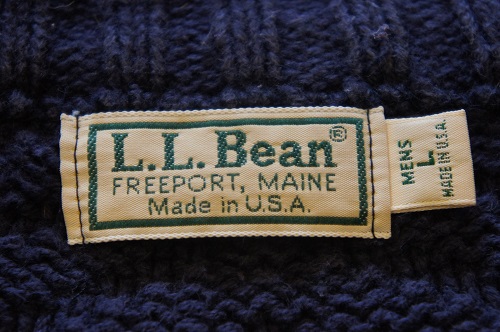 L.L.Bean®
FREEPORT, MAINE
Made in U.S.A.
MENS
L
MADE IN U.S.A.